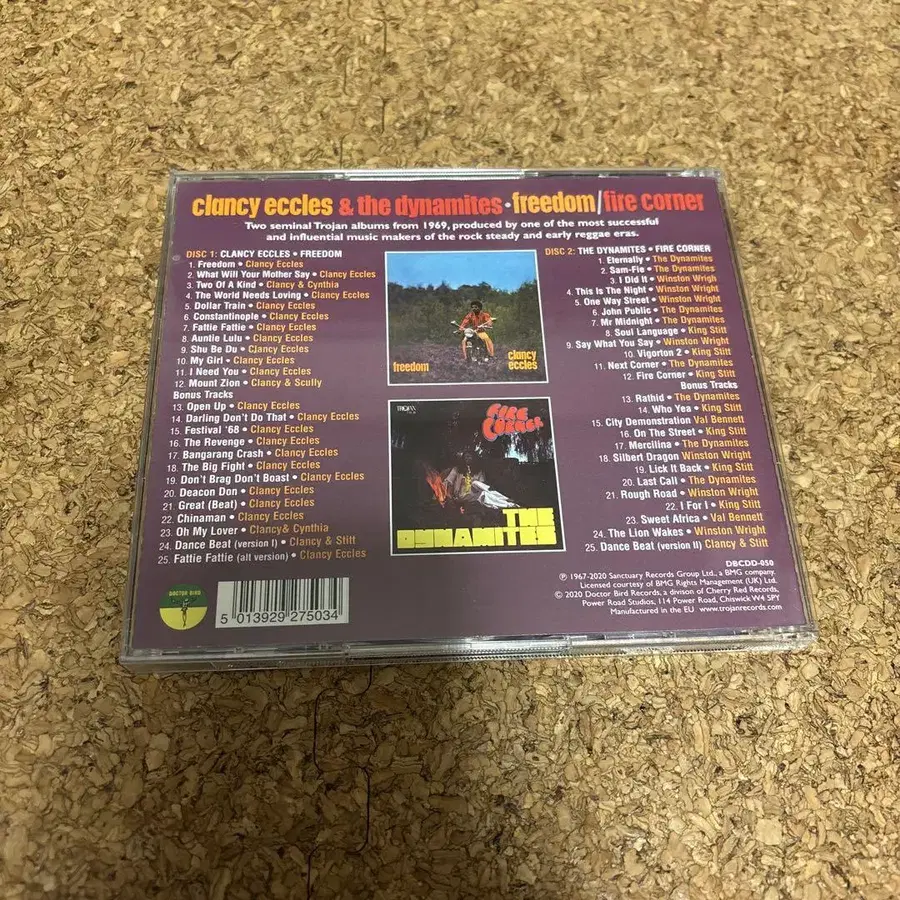 clancy eccles & the dynamites • freedom/fire corner
Two seminal Trojan albums from 1969, produced by one of the most successful
and influential music makers of the rock steady and early reggae eras.
DISC 1: CLANCY ECCLES • FREEDOM
1. Freedom • Clancy Eccles
2. What Will Your Mother Say • Clancy Eccles
3. Two Of A Kind • Clancy & Cynthia
4. The World Needs Loving • Clancy Eccles
5. Dollar Train • Clancy Eccles
6. Constantinople • Clancy Eccles
7. Fattie Fattie • Clancy Eccles
8. Auntie Lulu • Clancy Eccles
9. Shu Be Du • Clancy Eccles
10. My Girl • Clancy Eccles
11. I Need You • Clancy Eccles
12. Mount Zion • Clancy & Scully
Bonus Tracks
13. Open Up • Clancy Eccles
14. Darling Don't Do That • Clancy Eccles
15. Festival '68 • Clancy Eccles
16. The Revenge • Clancy Eccles
17. Bangarang Crash • Clancy Eccles
18. The Big Fight • Clancy Eccles
19. Don't Brag Don't Boast • Clancy Eccles
20. Deacon Don • Clancy Eccles
21. Great (Beat) • Clancy Eccles
22. Chinaman • Clancy Eccles
23. Oh My Lover • Clancy& Cynthia
24. Dance Beat (version I) • Clancy & Stitt
25. Fattie Fattie (alt version) • Clancy Eccles
freedom
clancy
eccles
TROJAN
FIRE
CORNER
THE
DYNAMITES
DISC 2: THE DYNAMITES • FIRE CORNER
1. Eternally • The Dynamites
2. Sam-Fie • The Dynamites
3. I Did It • Winston Wrigh
4. This Is The Night • Winston Wright
5. One Way Street • Winston Wright
6. John Public • The Dynamites
7. Mr Midnight • The Dynamites
8. Soul Language • King Stitt
9. Say What You Say • Winston Wright
10. Vigorton 2 • King Stitt
11. Next Corner • The Dynamites
12. Fire Corner • King Stitt
Bonus Tracks
13. Rathid • The Dynamites
14. Who Yea • King Stitt
15. City Demonstration Val Bennett
16. On The Street • King Stitt
17. Mercilina • The Dynamites
18. Silbert Dragon Winston Wright
19. Lick It Back • King Stitt
20. Last Call • The Dynamites
21. Rough Road • Winston Wright
22. I For I • King Stitt
23. Sweet Africa • Val Bennett
24. The Lion Wakes • Winston Wright
25. Dance Beat (version II) Clancy & Stitt
DOCTOR BIRD
5 013929 275034
DBCDD-050
℗ 1967-2020 Sanctuary Records Group Ltd., a BMG company.
Licensed courtesy of BMG Rights Management (UK) Ltd.
© 2020 Doctor Bird Records, a divison of Cherry Red Records,
Power Road Studios, 114 Power Road, Chiswick W4 5PY
Manufactured in the EU www.trojanrecords.com